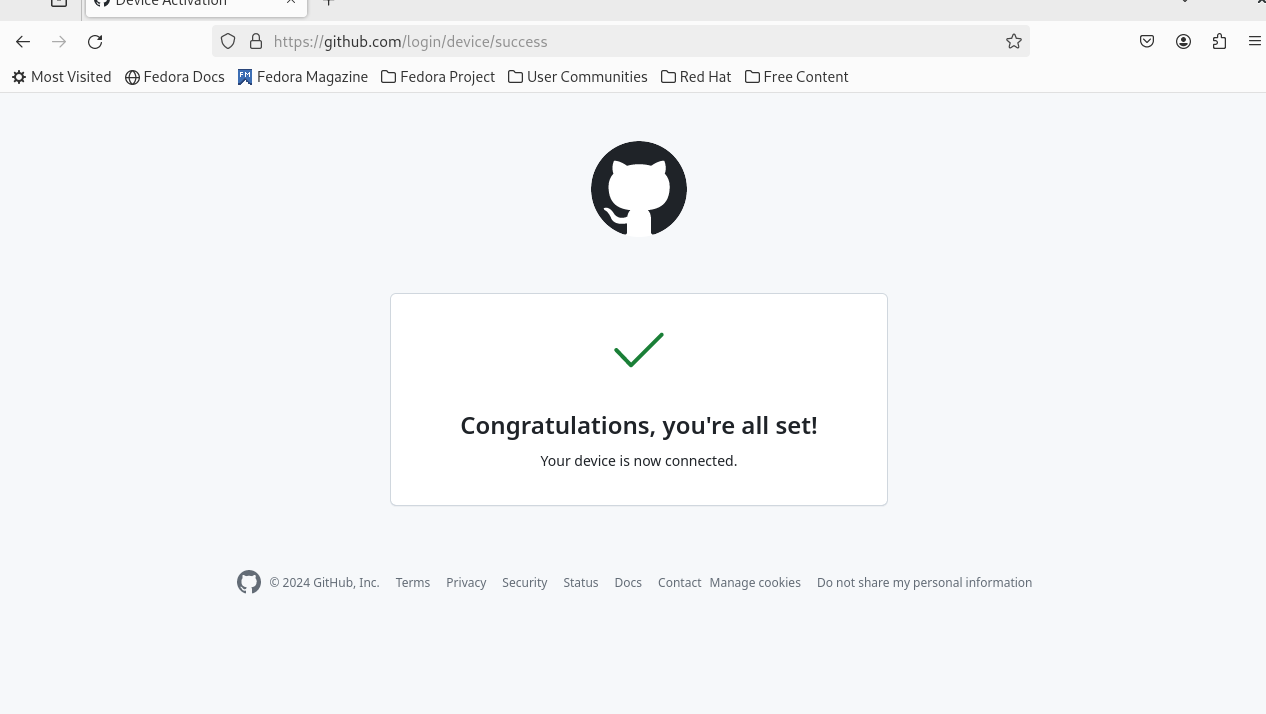 Device Activation
https://github.com/login/device/success
Most Visited Fedora Docs Fedora Magazine Fedora Project User Communities Red Hat Free Content
Congratulations, you're all set!
Your device is now connected.
© 2024 GitHub, Inc. Terms Privacy Security Status Docs Contact Manage cookies Do not share my personal information